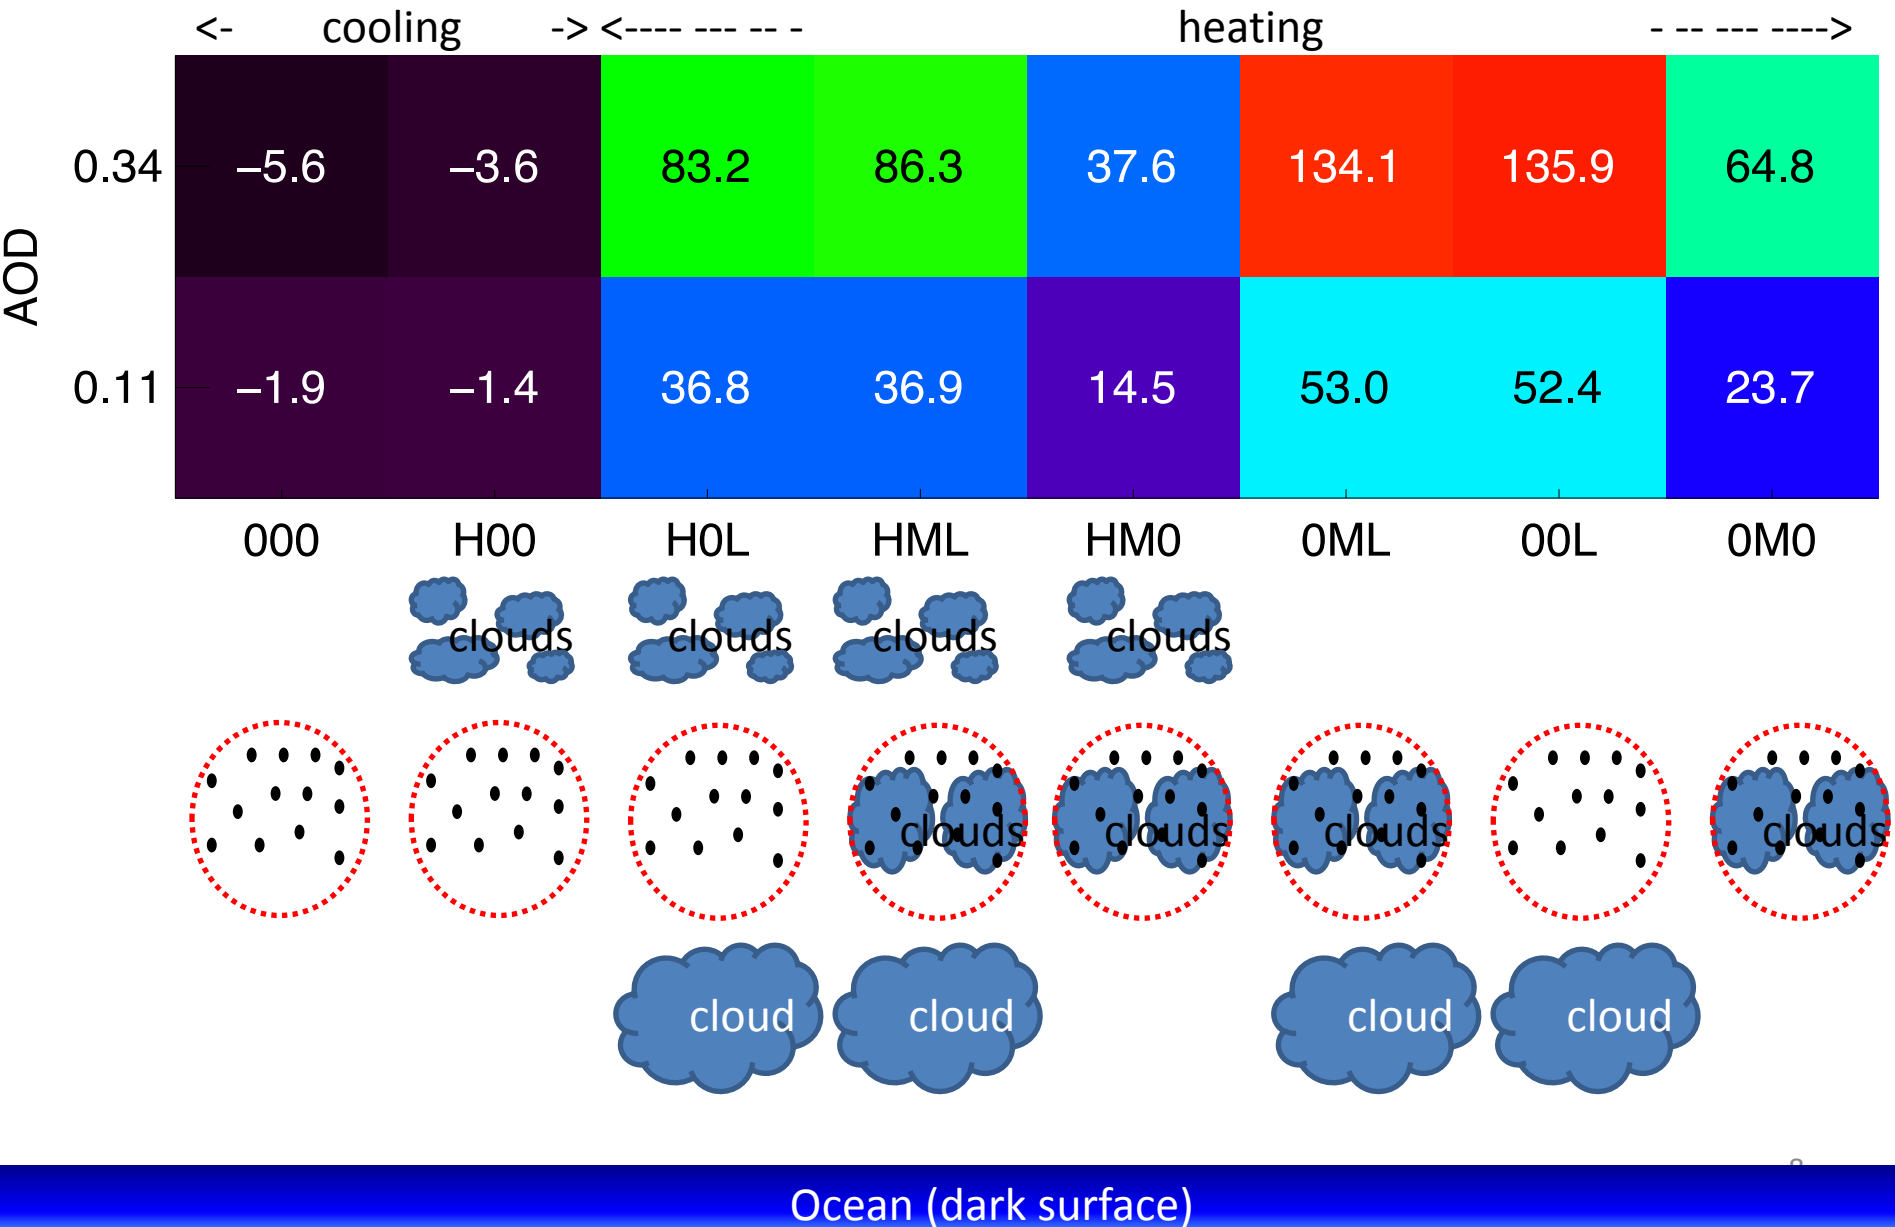 <- cooling -> <---- --- -- - heating - -- --- ---->
0.34 –5.6 –3.6 83.2 86.3 37.6 134.1 135.9 64.8
AOD
0.11 –1.9 –1.4 36.8 36.9 14.5 53.0 52.4 23.7
000 H00 H0L HML HM0 0ML 00L 0M0
clouds clouds clouds clouds
clouds clouds clouds clouds
cloud cloud cloud cloud
Ocean (dark surface)